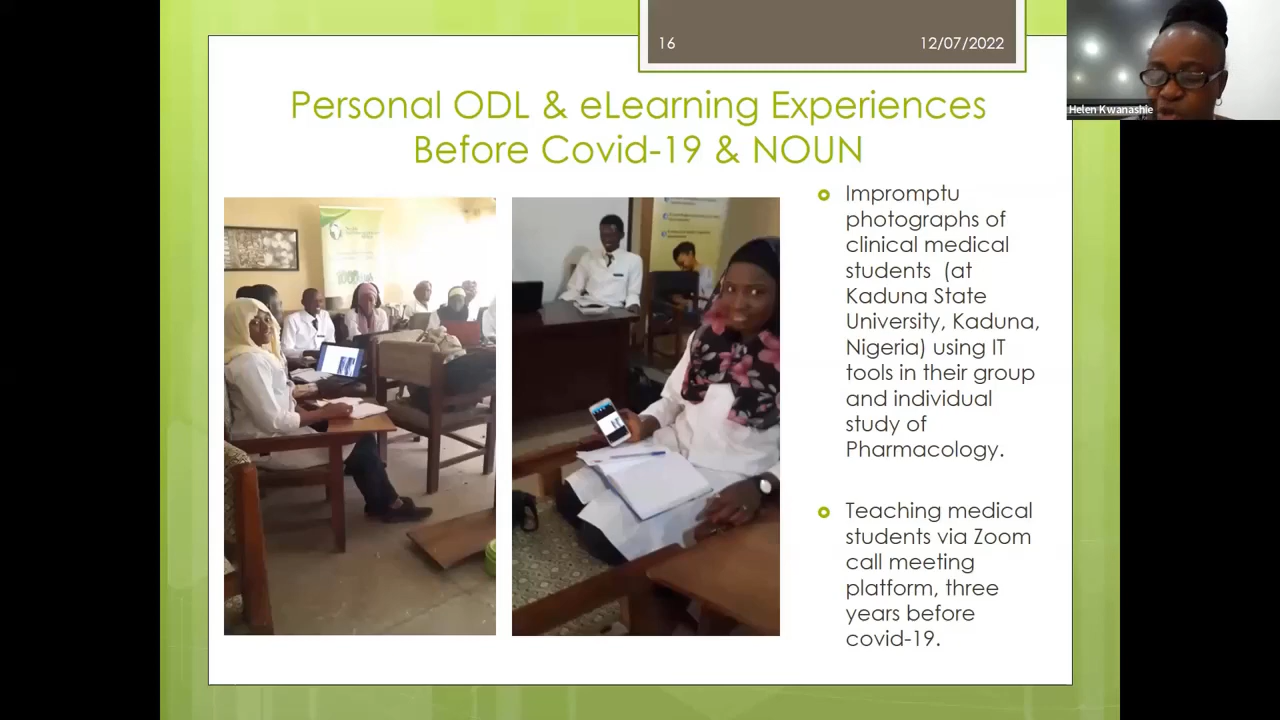 16
12/07/2022
Helen Kwanashie
Personal ODL & eLearning Experiences
Before Covid-19 & NOUN
Impromptu
photographs of
clinical medical
students (at
Kaduna State
University, Kaduna,
Nigeria) using IT
tools in their group
and individual
study of
Pharmacology.
Teaching medical
students via Zoom
call meeting
platform, three
years before
covid-19.